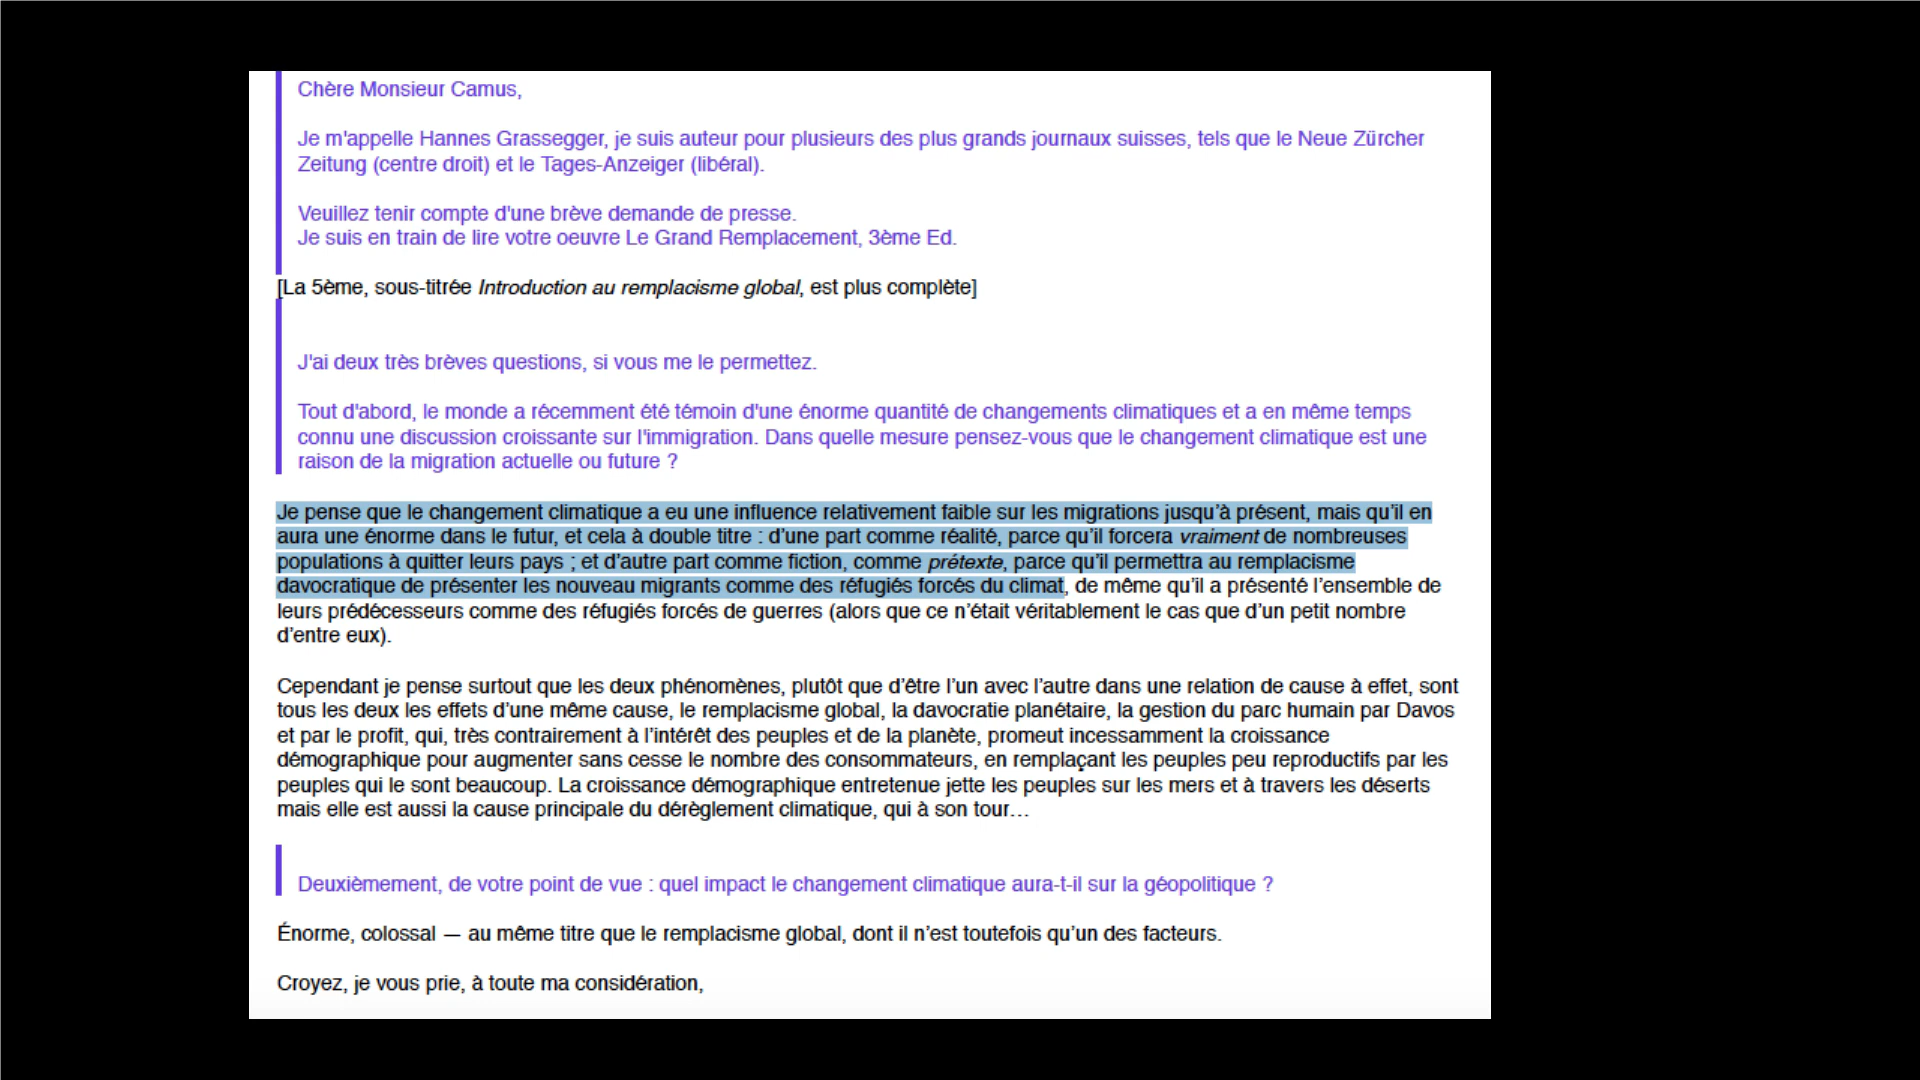 Chère Monsieur Camus,
Je m'appelle Hannes Grassegger, je suis auteur pour plusieurs des plus grands journaux suisses, tels que le Neue Zürcher
Zeitung (centre droit) et le Tages-Anzeiger (libéral).
Veuillez tenir compte d'une brève demande de presse.
Je suis en train de lire votre oeuvre Le Grand Remplacement, 3ème Ed.
[La 5ème, sous-titrée Introduction au remplacisme global, est plus complète]
J'ai deux très brèves questions, si vous me le permettez.
Tout d'abord, le monde a récemment été témoin d'une énorme quantité de changements climatiques et a en même temps
connu une discussion croissante sur l'immigration. Dans quelle mesure pensez-vous que le changement climatique est une
raison de la migration actuelle ou future ?
Je pense que le changement climatique a eu une influence relativement faible sur les migrations jusqu’à présent, mais qu’il en
aura une énorme dans le futur, et cela à double titre : d’une part comme réalité, parce qu’il forcera vraiment de nombreuses
populations à quitter leurs pays ; et d’autre part comme fiction, comme prétexte, parce qu’il permettra au remplacisme
davocratique de présenter les nouveau migrants comme des réfugiés forcés du climat, de même qu’il a présenté l’ensemble de
leurs prédécesseurs comme des réfugiés forcés de guerres (alors que ce n’était véritablement le cas que d’un petit nombre
d’entre eux).
Cependant je pense surtout que les deux phénomènes, plutôt que d’être l’un avec l’autre dans une relation de cause à effet, sont
tous les deux les effets d’une même cause, le remplacisme global, la davocratie planétaire, la gestion du parc humain par Davos
et par le profit, qui, très contrairement à l’intérêt des peuples et de la planète, promeut incessamment la croissance
démographique pour augmenter sans cesse le nombre des consommateurs, en remplaçant les peuples peu reproductifs par les
peuples qui le sont beaucoup. La croissance démographique entretenue jette les peuples sur les mers et à travers les déserts
mais elle est aussi la cause principale du dérèglement climatique, qui à son tour…
Deuxièmement, de votre point de vue : quel impact le changement climatique aura-t-il sur la géopolitique ?
Énorme, colossal — au même titre que le remplacisme global, dont il n’est toutefois qu’un des facteurs.
Croyez, je vous prie, à toute ma considération,